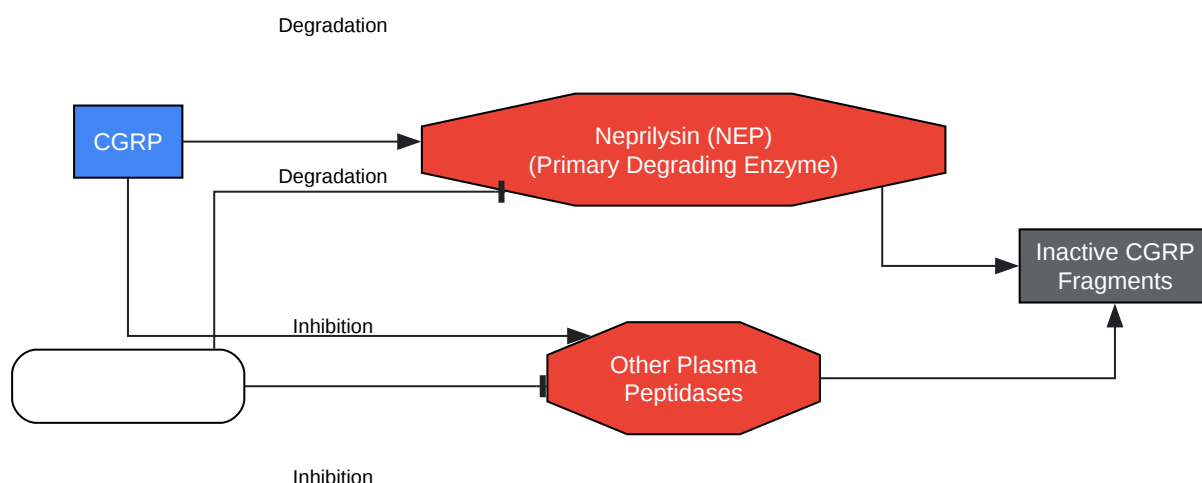 Degradation
CGRP
Neprilysin (NEP)
(Primary Degrading Enzyme)
Degradation
Inactive CGRP
Fragments
Inhibition
Other Plasma
Peptidases
Inhibition